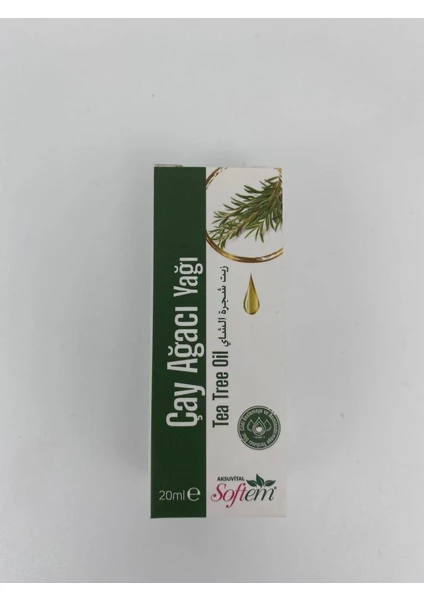 Çay Ağacı Yağı
Tea Tree Oil
زيت شجرة الشاي
20ml e
AKSUVİTAL
Softem